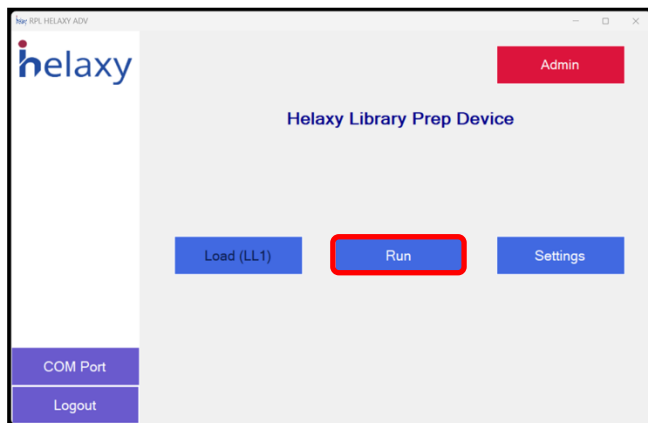 RPL HELAXY ADV
helaxy
Admin
Helaxy Library Prep Device
Load (LL1)
Run
Settings
COM Port
Logout